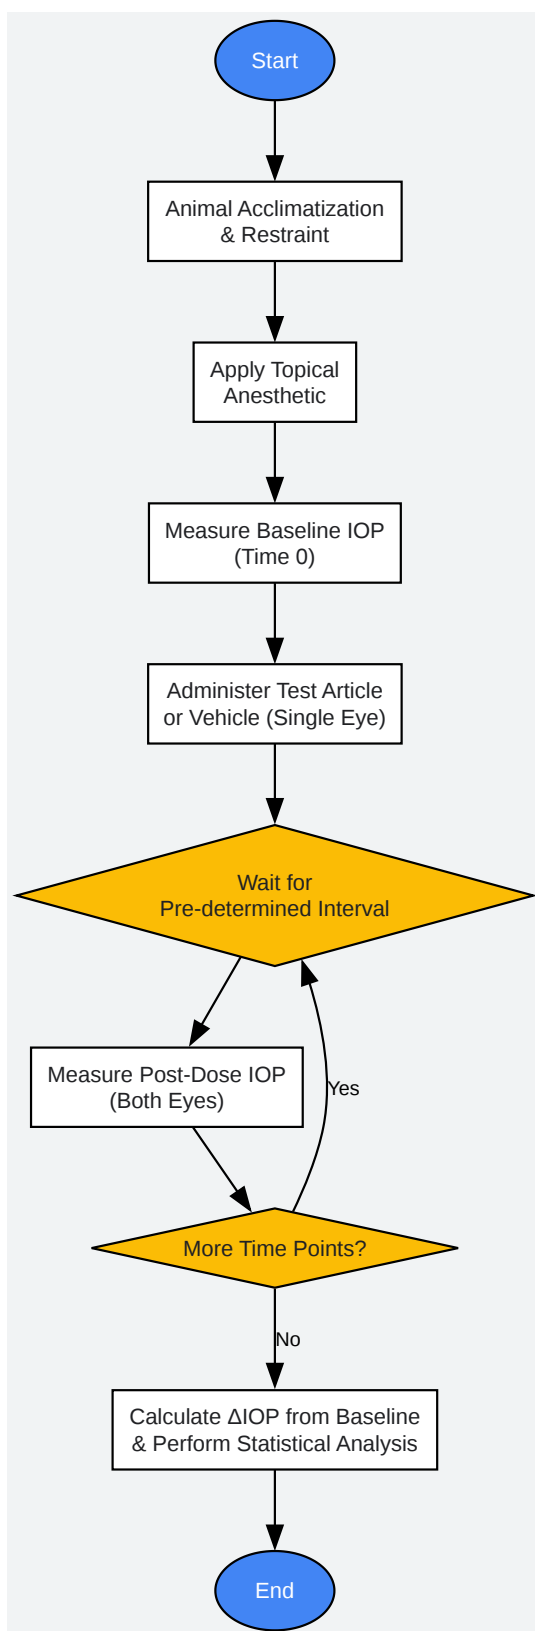 Start
Animal Acclimatization
& Restraint
Apply Topical
Anesthetic
Measure Baseline IOP
(Time 0)
Administer Test Article
or Vehicle (Single Eye)
Wait for
Pre-determined Interval
Measure Post-Dose IOP
(Both Eyes)
Yes
More Time Points?
No
Calculate ΔIOP from Baseline
& Perform Statistical Analysis
End